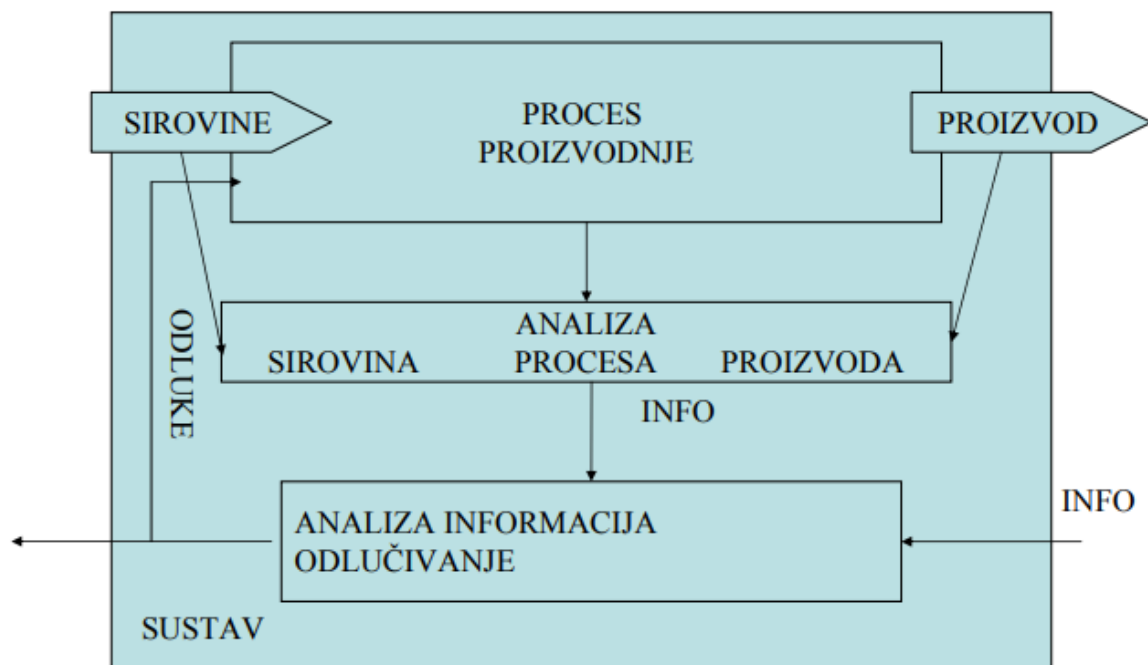 SIROVINE
PROCES
PROIZVODNJE
PROIZVOD
ODLUKE
ANALIZA
SIROVINA PROCESA PROIZVODA
INFO
ANALIZA INFORMACIJA
ODLUČIVANJE
INFO
SUSTAV